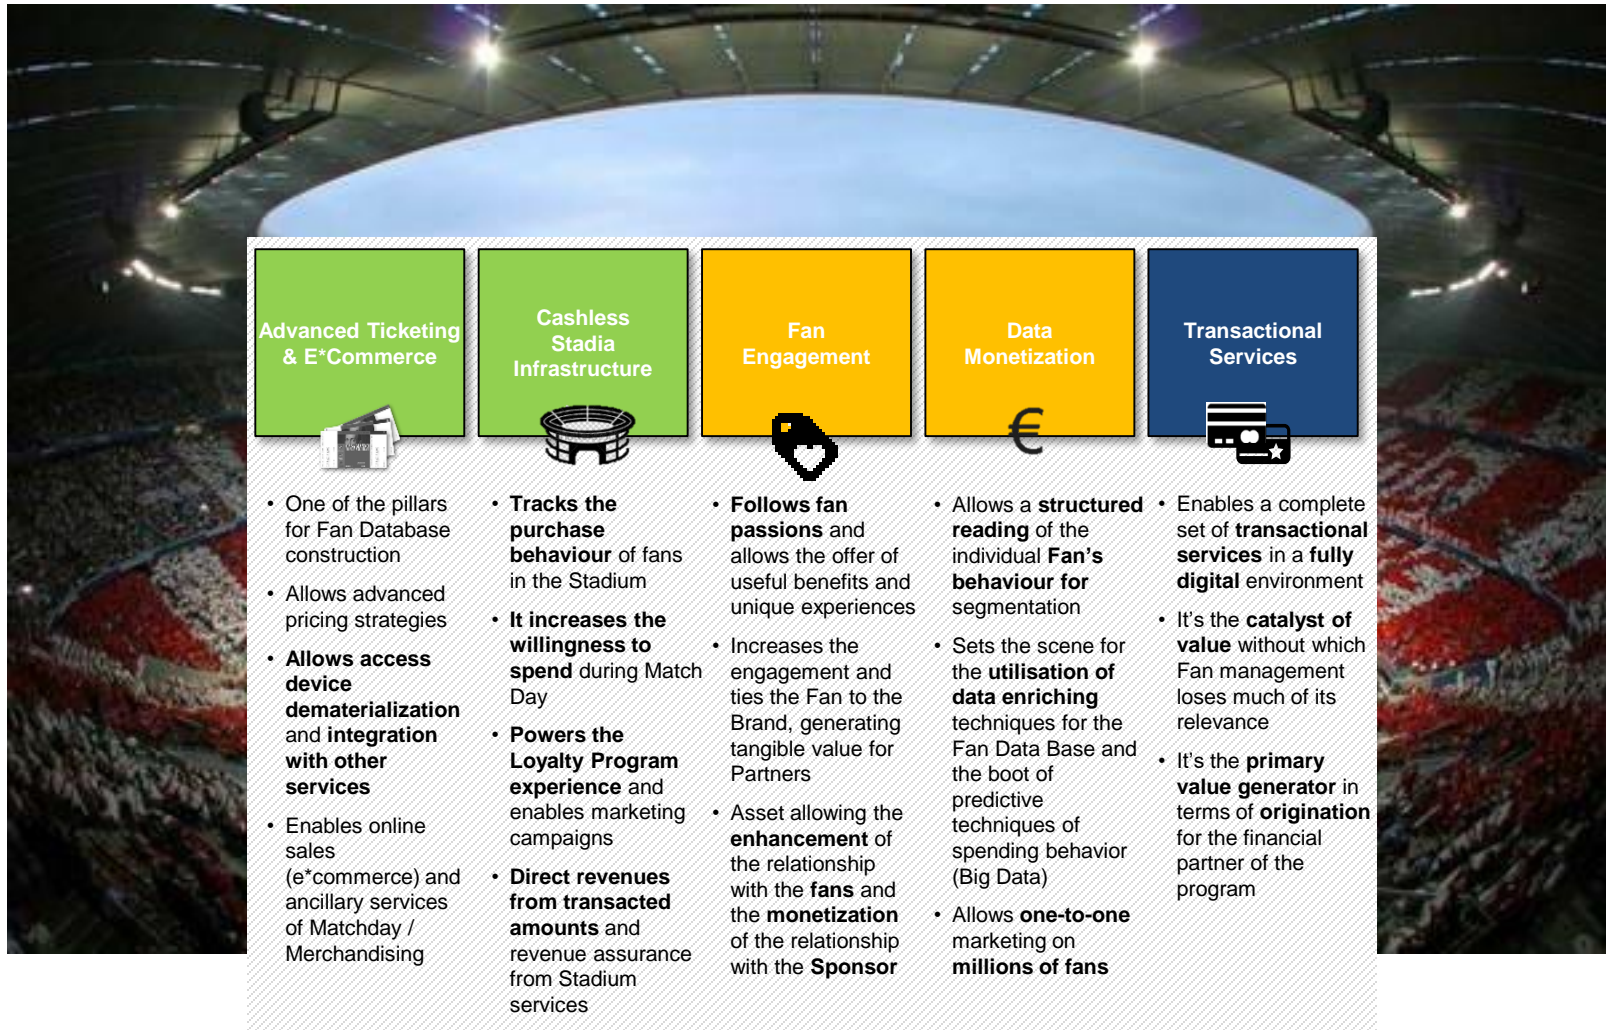 Advanced Ticketing
& E*Commerce
Cashless
Stadia
Infrastructure
Fan
Engagement
Data
Monetization
Transactional
Services
€
• One of the pillars
for Fan Database
construction
• Allows advanced
pricing strategies
• Allows access
device
dematerialization
and integration
with other
services
• Enables online
sales
(e*commerce) and
ancillary services
of Matchday /
Merchandising
• Tracks the
purchase
behaviour of fans
in the Stadium
• It increases the
willingness to
spend during Match
Day
• Powers the
Loyalty Program
experience and
enables marketing
campaigns
• Direct revenues
from transacted
amounts and
revenue assurance
from Stadium
services
• Follows fan
passions and
allows the offer of
useful benefits and
unique experiences
• Increases the
engagement and
ties the Fan to the
Brand, generating
tangible value for
Partners
• Asset allowing the
enhancement of
the relationship
with the fans and
the monetization
of the relationship
with the Sponsor
• Allows a structured
reading of the
individual Fan’s
behaviour for
segmentation
• Sets the scene for
the utilisation of
data enriching
techniques for the
Fan Data Base and
the boot of
predictive
techniques of
spending behavior
(Big Data)
• Allows one-to-one
marketing on
millions of fans
• Enables a complete
set of transactional
services in a fully
digital environment
• It’s the catalyst of
value without which
Fan management
loses much of its
relevance
• It’s the primary
value generator in
terms of origination
for the financial
partner of the
program